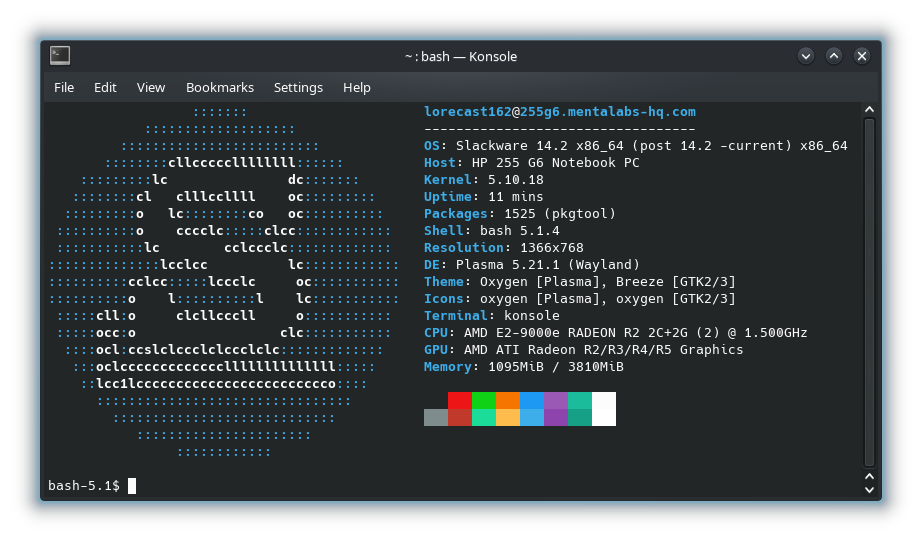 ~ : bash — Konsole
File Edit View Bookmarks Settings Help
                  :::::::                      lorecast162@255g6.mentalabs-hq.com
            :::::::::::::::::::                ----------------------------------
         :::::::::::::::::::::::::             OS: Slackware 14.2 x86_64 (post 14.2 -current) x86_64
       ::::::::cllcccccllllllll::::::          Host: HP 255 G6 Notebook PC
    :::::::::lc               dc:::::::        Kernel: 5.10.18
   ::::::::cl   clllccllll    oc:::::::::      Uptime: 11 mins
  :::::::::o   lc::::::::co   oc::::::::::     Packages: 1525 (pkgtool)
 ::::::::::o    cccclc:::::clcc::::::::::::    Shell: bash 5.1.4
 :::::::::::lc        cclccclc:::::::::::::    Resolution: 1366x768
::::::::::::::lcclcc          lc::::::::::::   DE: Plasma 5.21.1 (Wayland)
::::::::::cclcc:::::lccclc     oc:::::::::::   Theme: Oxygen [Plasma], Breeze [GTK2/3]
::::::::::o    l::::::::::l    lc:::::::::::   Icons: oxygen [Plasma], oxygen [GTK2/3]
 :::::cll:o     clcllcccll     o:::::::::::    Terminal: konsole
 :::::occ:o                  clc:::::::::::    CPU: AMD E2-9000e RADEON R2 2C+2G (2) @ 1.500GHz
  ::::ocl:ccslclccclclccclclc:::::::::::::     GPU: AMD ATI Radeon R2/R3/R4/R5 Graphics
   :::oclcccccccccccccllllllllllllll:::::      Memory: 1095MiB / 3810MiB
    ::lcc1lcccccccccccccccccccccccco::::
      ::::::::::::::::::::::::::::::::
        ::::::::::::::::::::::::::::
           ::::::::::::::::::::::
                ::::::::::::
bash-5.1$